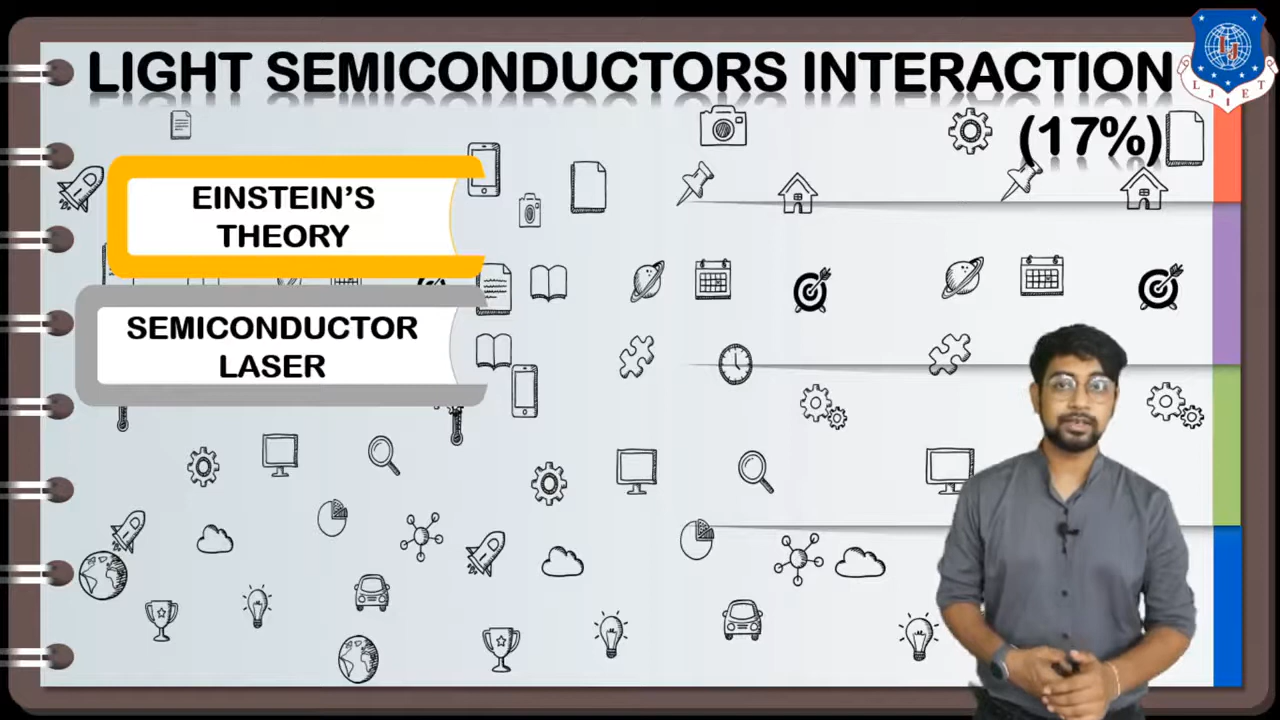 LIGHT SEMICONDUCTORS INTERACTION
(17%)
EINSTEIN'S
THEORY
SEMICONDUCTOR
LASER
LJIET